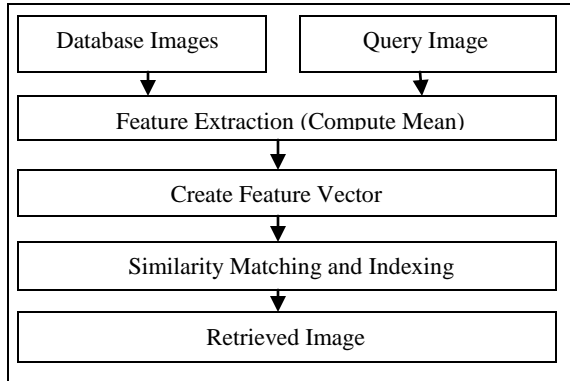 Database Images
Query Image
Feature Extraction (Compute Mean)
Create Feature Vector
Similarity Matching and Indexing
Retrieved Image